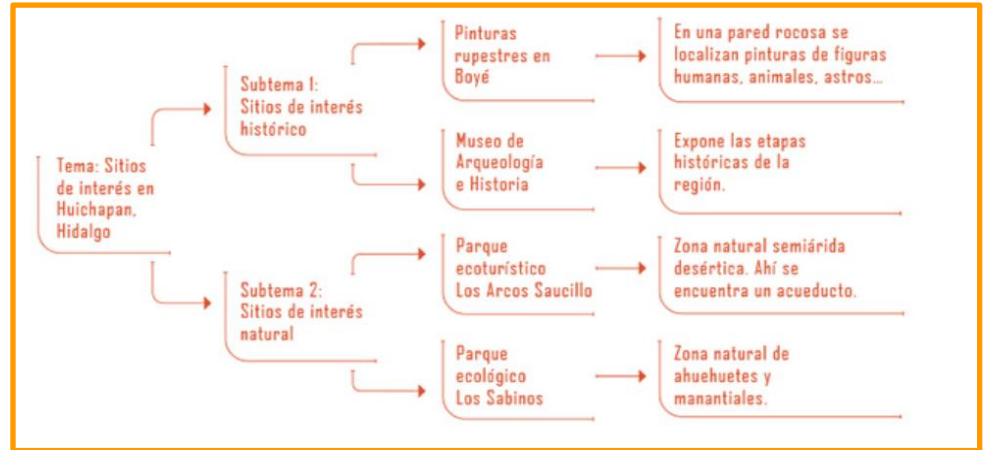 Tema: Sitios
de interés en
Huichapan,
Hidalgo
Subtema 1:
Sitios de interés
histórico
Pinturas
rupestres en
Boyé
En una pared rocosa se
localizan pinturas de figuras
humanas, animales, astros...
Museo de
Arqueología
e Historia
Expone las etapas
históricas de la
región.
Subtema 2:
Sitios de interés
natural
Parque
ecoturístico
Los Arcos Saucillo
Zona natural semiárida
desértica. Ahí se
encuentra un acueducto.
Parque
ecológico
Los Sabinos
Zona natural de
ahuehuetes y
manantiales.